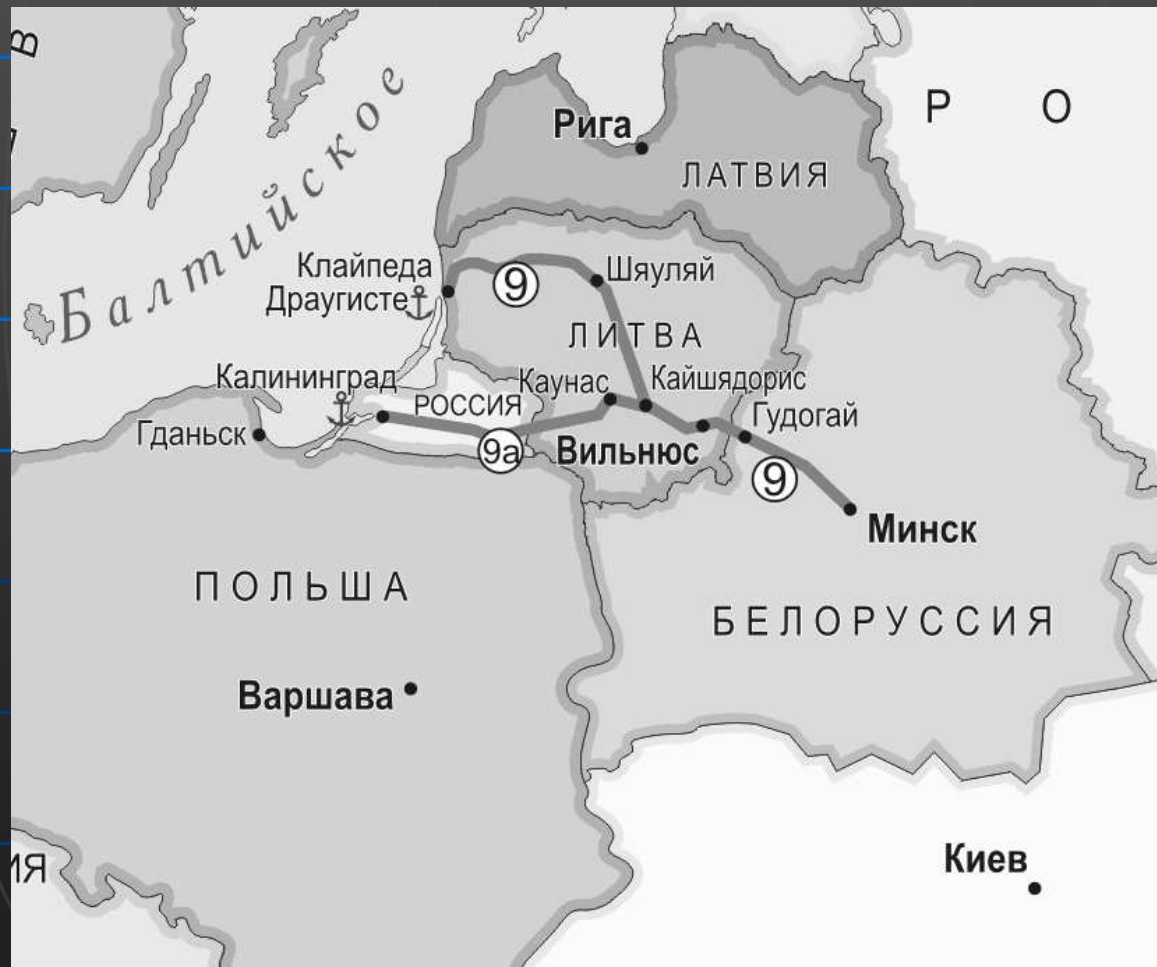 В
Р О
Рига
ЛАТВИЯ
Балтийское
Клайпеда
Драугисте
9
Шяуляй
ЛИТВА
Калининград
РОССИЯ
Каунас
Кайшядорис
Гудогай
Гданьск
9а
Вильнюс
9
Минск
ПОЛЬША
БЕЛОРУССИЯ
Варшава
Киев
ИЯ